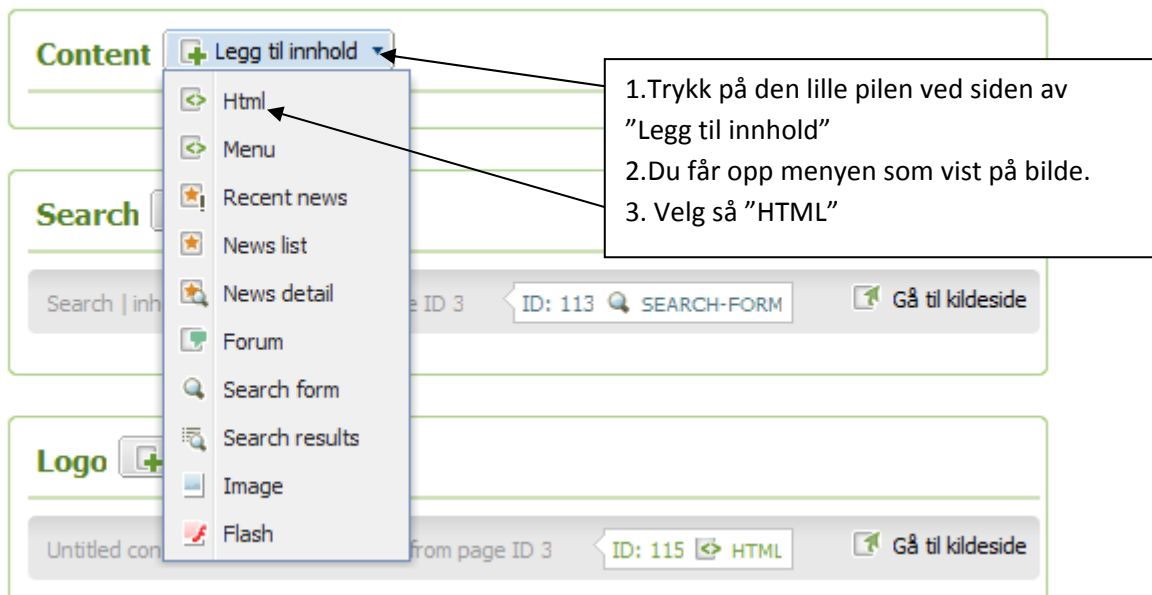 Content Legg til innhold
Html
Menu
Recent news
News list
News detail
Forum
Search form
Search results
Image
Flash
1.Trykk på den lille pilen ved siden av
”Legg til innhold”
2.Du får opp menyen som vist på bilde.
3. Velg så ”HTML”
Search
Search | inh ID 3 ID: 113 SEARCH-FORM Gå til kildeside
Logo
Untitled con from page ID 3 ID: 115 HTML Gå til kildeside